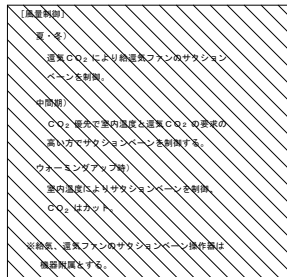 [風量制御]
夏・冬)
還気CO₂により給還気ファンのサクション
ベーンを制御。
中間期)
CO₂優先で室内温度と還気CO₂の要求の
高い方でサクションベーンを制御する。
ウォーミングアップ時)
室内温度によりサクションベーンを制御。
CO₂はカット。
※給気、還気ファンのサクションベーン操作器は
機器附属とする。